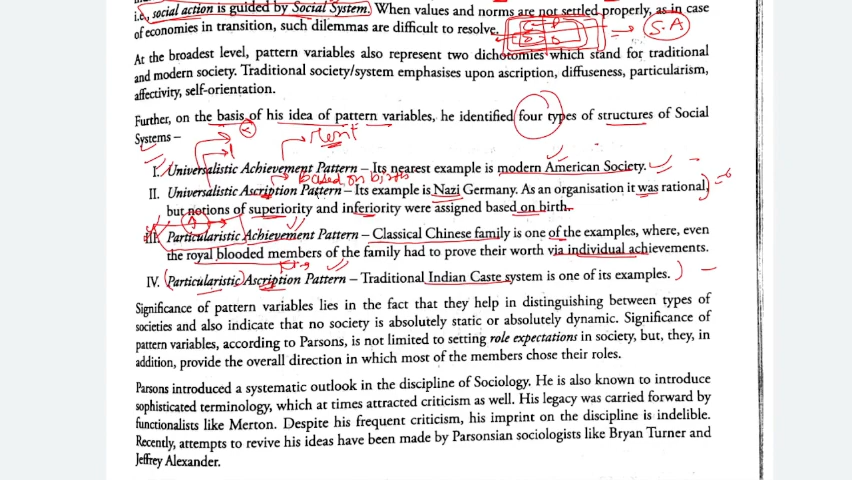 i.e., social action is guided by Social System. When values and norms are not settled properly, as in case
of economies in transition, such dilemmas are difficult to resolve.
S.A
At the broadest level, pattern variables also represent two dichotomies which stand for traditional
and modern society. Traditional society/system emphasises upon ascription, diffuseness, particularism,
affectivity, self-orientation.
Further, on the basis of his idea of pattern variables, he identified four types of structures of Social
Systems –
Merit
I. Universalistic Achievement Pattern – Its nearest example is modern American Society.
based on birth
II. Universalistic Ascription Pattern – Its example is Nazi Germany. As an organisation it was rational,
but notions of superiority and inferiority were assigned based on birth.
III. Particularistic Achievement Pattern – Classical Chinese family is one of the examples, where, even
the royal blooded members of the family had to prove their worth via individual achievements.
IV. Particularistic Ascription Pattern – Traditional Indian Caste system is one of its examples.
Significance of pattern variables lies in the fact that they help in distinguishing between types of
societies and also indicate that no society is absolutely static or absolutely dynamic. Significance of
pattern variables, according to Parsons, is not limited to setting role expectations in society, but, they, in
addition, provide the overall direction in which most of the members chose their roles.
Parsons introduced a systematic outlook in the discipline of Sociology. He is also known to introduce
sophisticated terminology, which at times attracted criticism as well. His legacy was carried forward by
functionalists like Merton. Despite his frequent criticism, his imprint on the discipline is indelible.
Recently, attempts to revive his ideas have been made by Parsonsian sociologists like Bryan Turner and
Jeffrey Alexander.